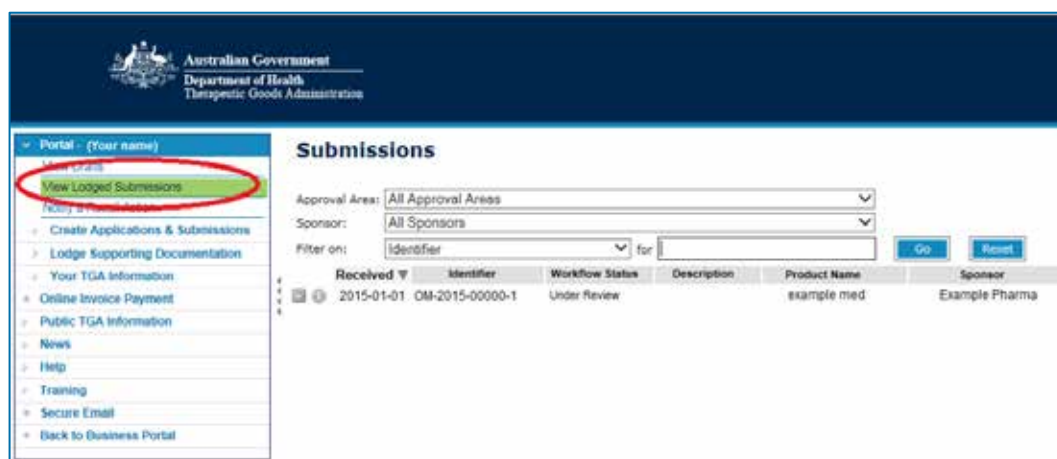 Australian Government
Department of Health
Therapeutic Goods Administration
Portal - (Your name)
View Drafts
View Lodged Submissions
Create Applications & Submissions
Lodge Supporting Documentation
Your TGA Information
Online Invoice Payment
Public TGA Information
News
Help
Training
Secure Email
Back to Business Portal
Submissions
Approval Area: All Approval Areas
Sponsor: All Sponsors
Filter on: Identifier for Go Reset
Received Identifier Workflow Status Description Product Name Sponsor
2015-01-01 OM-2015-00000-1 Under Review example med Example Pharma